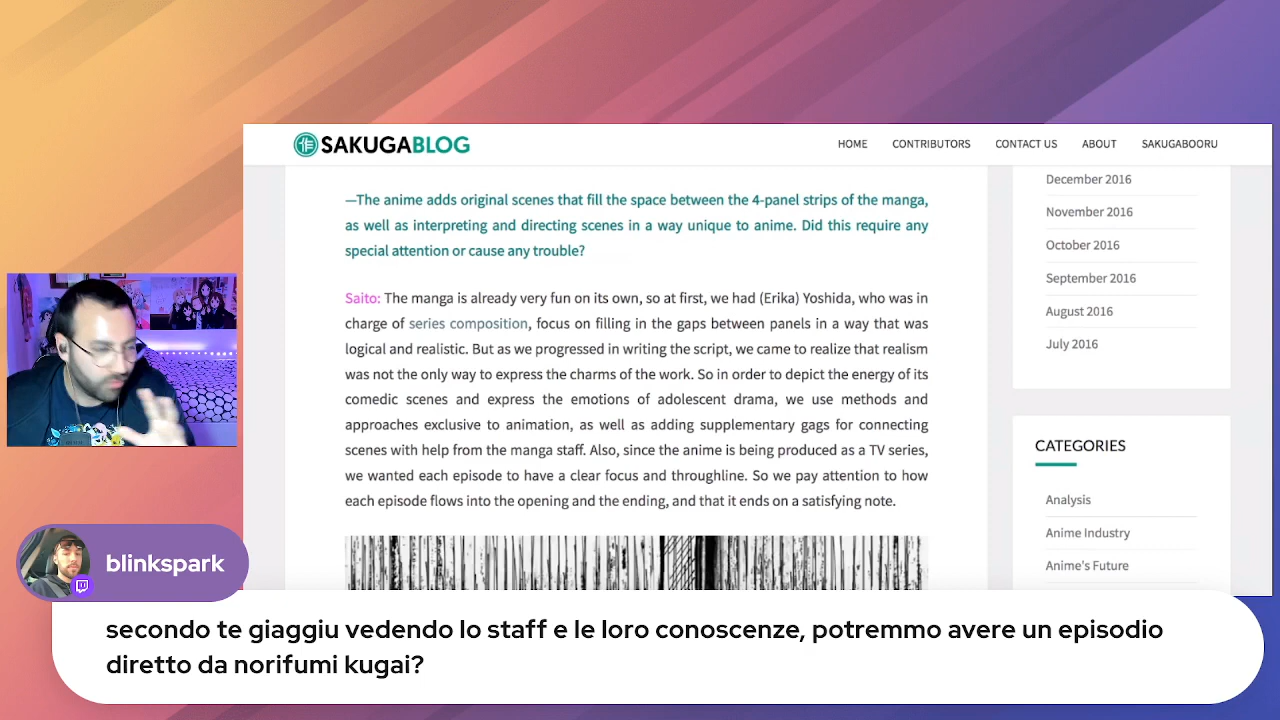 SAKUGABLOG
HOME CONTRIBUTORS CONTACT US ABOUT SAKUGABOORU
—The anime adds original scenes that fill the space between the 4-panel strips of the manga,
as well as interpreting and directing scenes in a way unique to anime. Did this require any
special attention or cause any trouble?
Saito: The manga is already very fun on its own, so at first, we had (Erika) Yoshida, who was in
charge of series composition, focus on filling in the gaps between panels in a way that was
logical and realistic. But as we progressed in writing the script, we came to realize that realism
was not the only way to express the charms of the work. So in order to depict the energy of its
comedic scenes and express the emotions of adolescent drama, we use methods and
approaches exclusive to animation, as well as adding supplementary gags for connecting
scenes with help from the manga staff. Also, since the anime is being produced as a TV series,
we wanted each episode to have a clear focus and throughline. So we pay attention to how
each episode flows into the opening and the ending, and that it ends on a satisfying note.
December 2016
November 2016
October 2016
September 2016
August 2016
July 2016
CATEGORIES
Analysis
Anime Industry
Anime's Future
blinkspark
secondo te giaggiu vedendo lo staff e le loro conoscenze, potremmo avere un episodio
diretto da norifumi kugai?